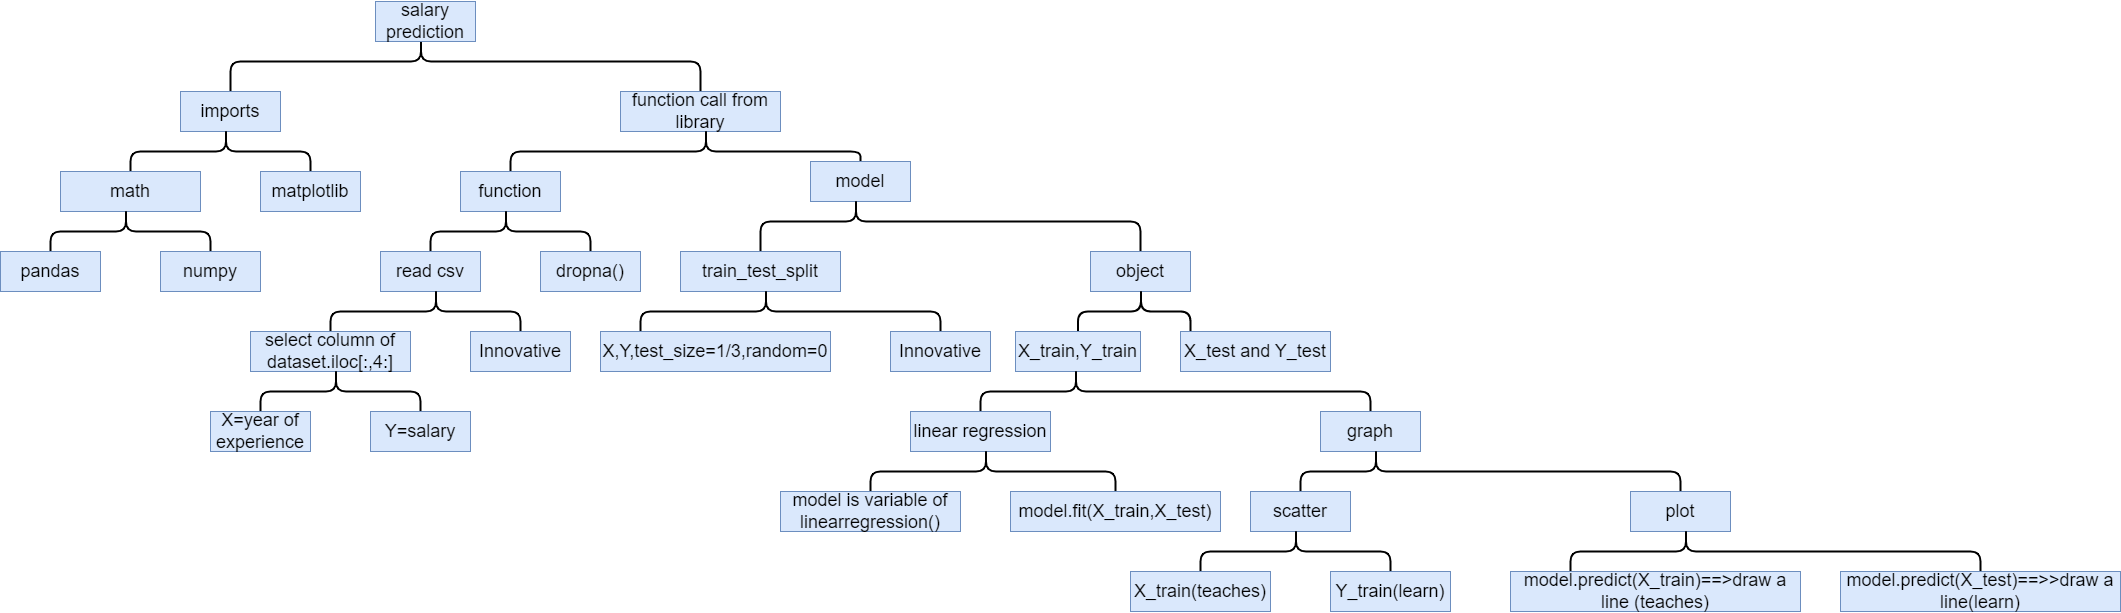 salary
prediction
imports
function call from
library
math
matplotlib
function
model
pandas
numpy
read csv
dropna()
train_test_split
object
select column of
dataset.iloc[:,4:]
Innovative
X,Y,test_size=1/3,random=0
Innovative
X_train,Y_train
X_test and Y_test
X=year of
experience
Y=salary
linear regression
graph
model is variable of
linearregression()
model.fit(X_train,X_test)
scatter
plot
X_train(teaches)
Y_train(learn)
model.predict(X_train)==>draw a
line (teaches)
model.predict(X_test)==>>draw a
line(learn)